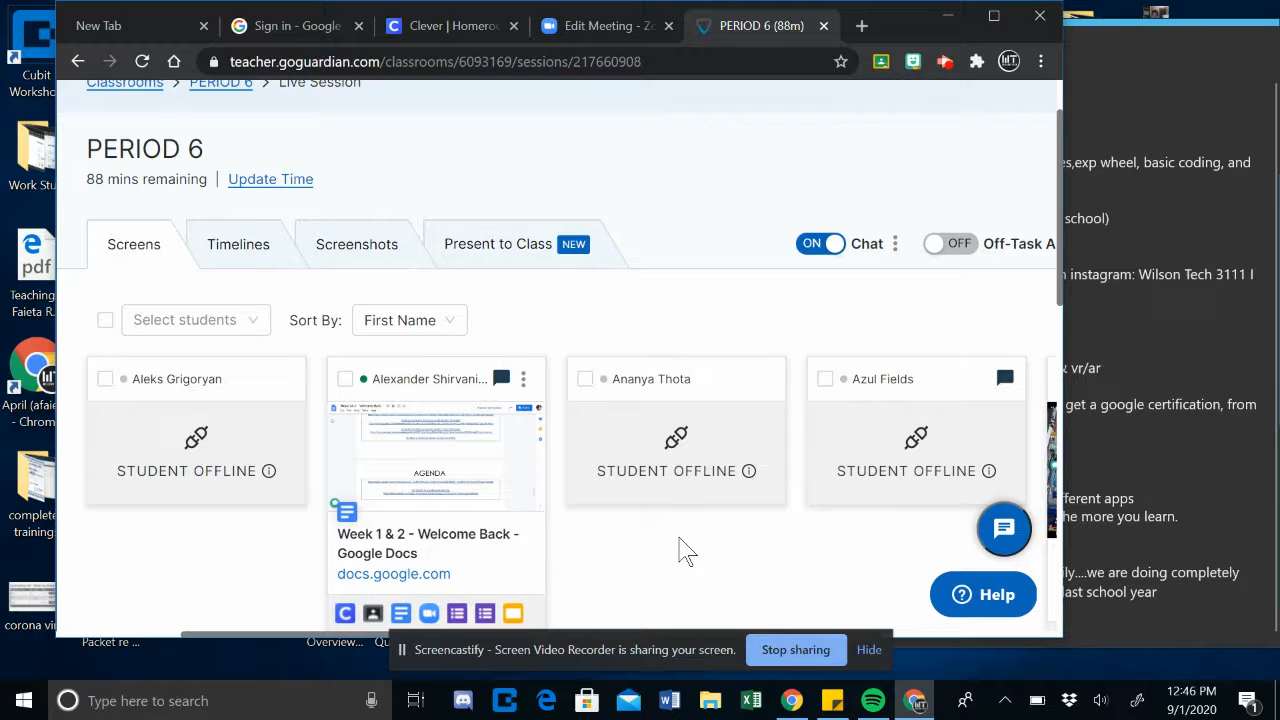 New Tab
Sign in - Google
Clever | Homeroo
Edit Meeting - Zo
PERIOD 6 (88m)
teacher.goguardian.com/classrooms/6093169/sessions/217660908
Classrooms > PERIOD 6 > Live Session
PERIOD 6
88 mins remaining | Update Time
Screens
Timelines
Screenshots
Present to Class NEW
ON Chat
OFF Off-Task A
Select students
Sort By: First Name
Aleks Grigoryan
STUDENT OFFLINE
Alexander Shirvani...
AGENDA
Week 1 & 2 - Welcome Back -
Google Docs
docs.google.com
Ananya Thota
STUDENT OFFLINE
Azul Fields
STUDENT OFFLINE
Help
Screencastify - Screen Video Recorder is sharing your screen.
Stop sharing
Hide
Cubit
Worksho
Work Stu
pdf
Teaching
Faieta R...
April (afaie
- Chrom
complete
training.
corona vi
Packet re ...
Overview...
Qu
es,exp wheel, basic coding, and
school)
n instagram: Wilson Tech 3111 I
& vr/ar
get a google certification, from
fferent apps
he more you learn.
ly....we are doing completely
last school year
Type here to search
12:46 PM
9/1/2020
1